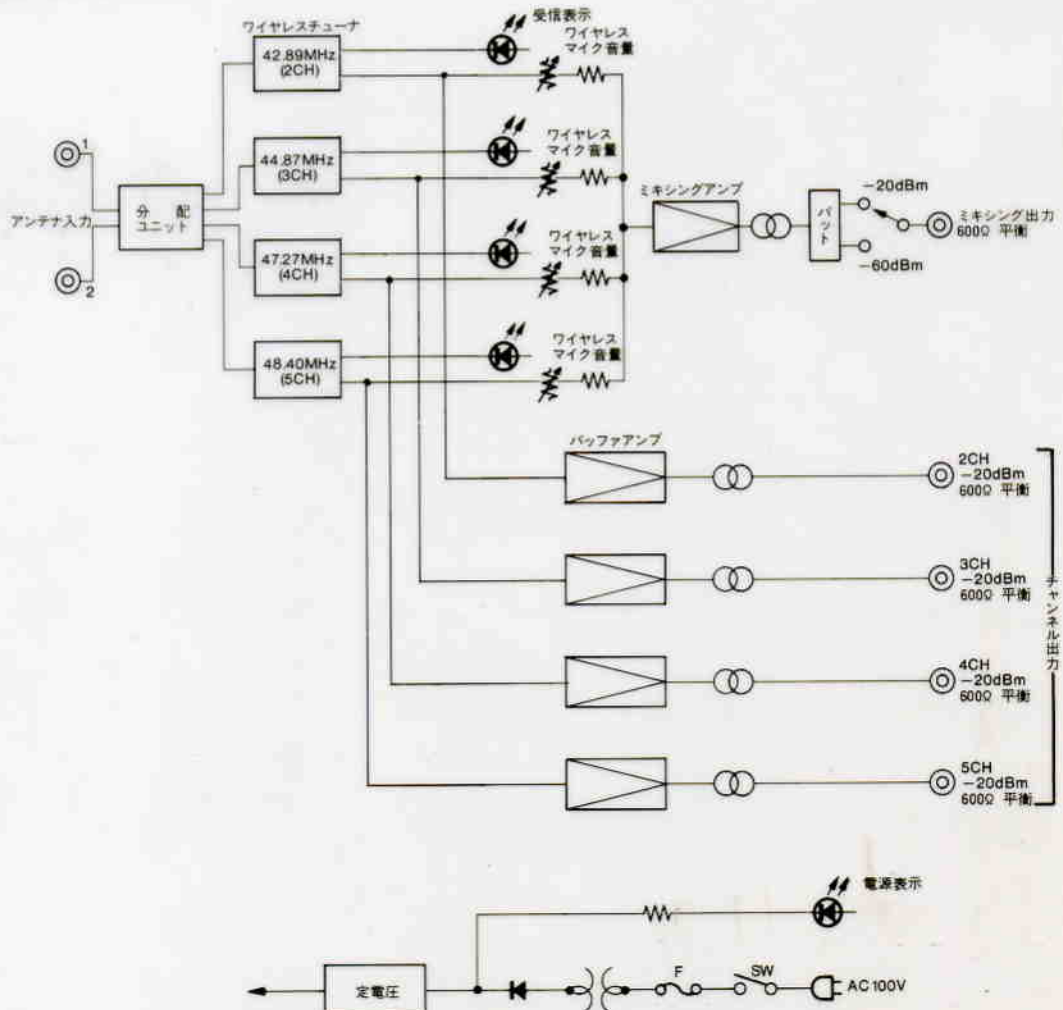 ワイヤレスチューナ
42.89MHz
(2CH)
受信表示
ワイヤレス
マイク音量
44.87MHz
(3CH)
ワイヤレス
マイク音量
47.27MHz
(4CH)
ワイヤレス
マイク音量
48.40MHz
(5CH)
ワイヤレス
マイク音量
1
アンテナ入力
2
分配
ユニット
ミキシングアンプ
パット
-20dBm
-60dBm
ミキシング出力
600Ω 平衡
バッファアンプ
2CH
-20dBm
600Ω 平衡
3CH
-20dBm
600Ω 平衡
4CH
-20dBm
600Ω 平衡
5CH
-20dBm
600Ω 平衡
チャンネル出力
電源表示
定電圧
F
SW
AC100V